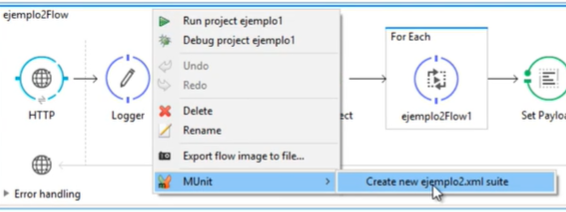 ejemplo2Flow
Run project ejemplo1
Debug project ejemplo1
Undo
Redo
Delete
Rename
Export flow image to file...
MUnit
Create new ejemplo2.xml suite
HTTP
Logger
ect
For Each
ejemplo2Flow1
Set Payloa
Error handling